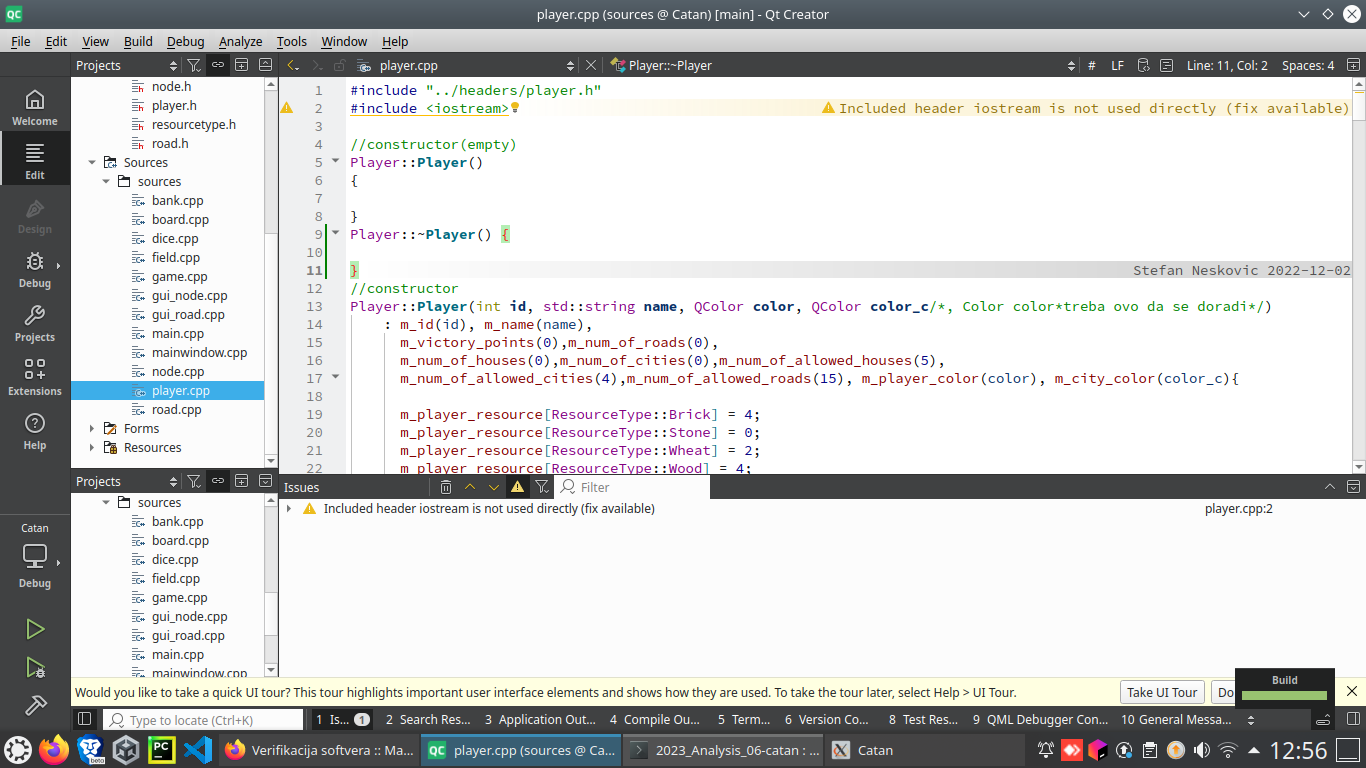 player.cpp (sources @ Catan) [main] - Qt Creator
File Edit View Build Debug Analyze Tools Window Help
Projects
player.cpp
Player::~Player
# LF Line: 11, Col: 2 Spaces: 4
Welcome
Edit
Design
Debug
Projects
Extensions
Help
Catan
Debug
node.h
player.h
resourcetype.h
road.h
Sources
sources
bank.cpp
board.cpp
dice.cpp
field.cpp
game.cpp
gui_node.cpp
gui_road.cpp
main.cpp
mainwindow.cpp
node.cpp
player.cpp
road.cpp
Forms
Resources
Projects
sources
bank.cpp
board.cpp
dice.cpp
field.cpp
game.cpp
gui_node.cpp
gui_road.cpp
main.cpp
mainwindow.cpp
1 #include "../headers/player.h"
2 #include <iostream> Included header iostream is not used directly (fix available)
3
4 //constructor(empty)
5 Player::Player()
6 {
7
8 }
9 Player::~Player() {
10
11 } Stefan Neskovic 2022-12-02
12 //constructor
13 Player::Player(int id, std::string name, QColor color, QColor color_c/*, Color color*treba ovo da se doradi*/)
14 : m_id(id), m_name(name),
15 m_victory_points(0),m_num_of_roads(0),
16 m_num_of_houses(0),m_num_of_cities(0),m_num_of_allowed_houses(5),
17 m_num_of_allowed_cities(4),m_num_of_allowed_roads(15), m_player_color(color), m_city_color(color_c){
18
19 m_player_resource[ResourceType::Brick] = 4;
20 m_player_resource[ResourceType::Stone] = 0;
21 m_player_resource[ResourceType::Wheat] = 2;
22 m_player_resource[ResourceType::Wood] = 4;
Issues Filter
Included header iostream is not used directly (fix available) player.cpp:2
Would you like to take a quick UI tour? This tour highlights important user interface elements and shows how they are used. To take the tour later, select Help > UI Tour. Take UI Tour Do
Build
Type to locate (Ctrl+K) 1 Is... 1 2 Search Res... 3 Application Out... 4 Compile Ou... 5 Term... 6 Version Co... 8 Test Res... 9 QML Debugger Con... 10 General Messa...
beta PC Verifikacija softvera :: Ma... QC player.cpp (sources @ Ca... 2023_Analysis_06-catan : ... Catan 12:56